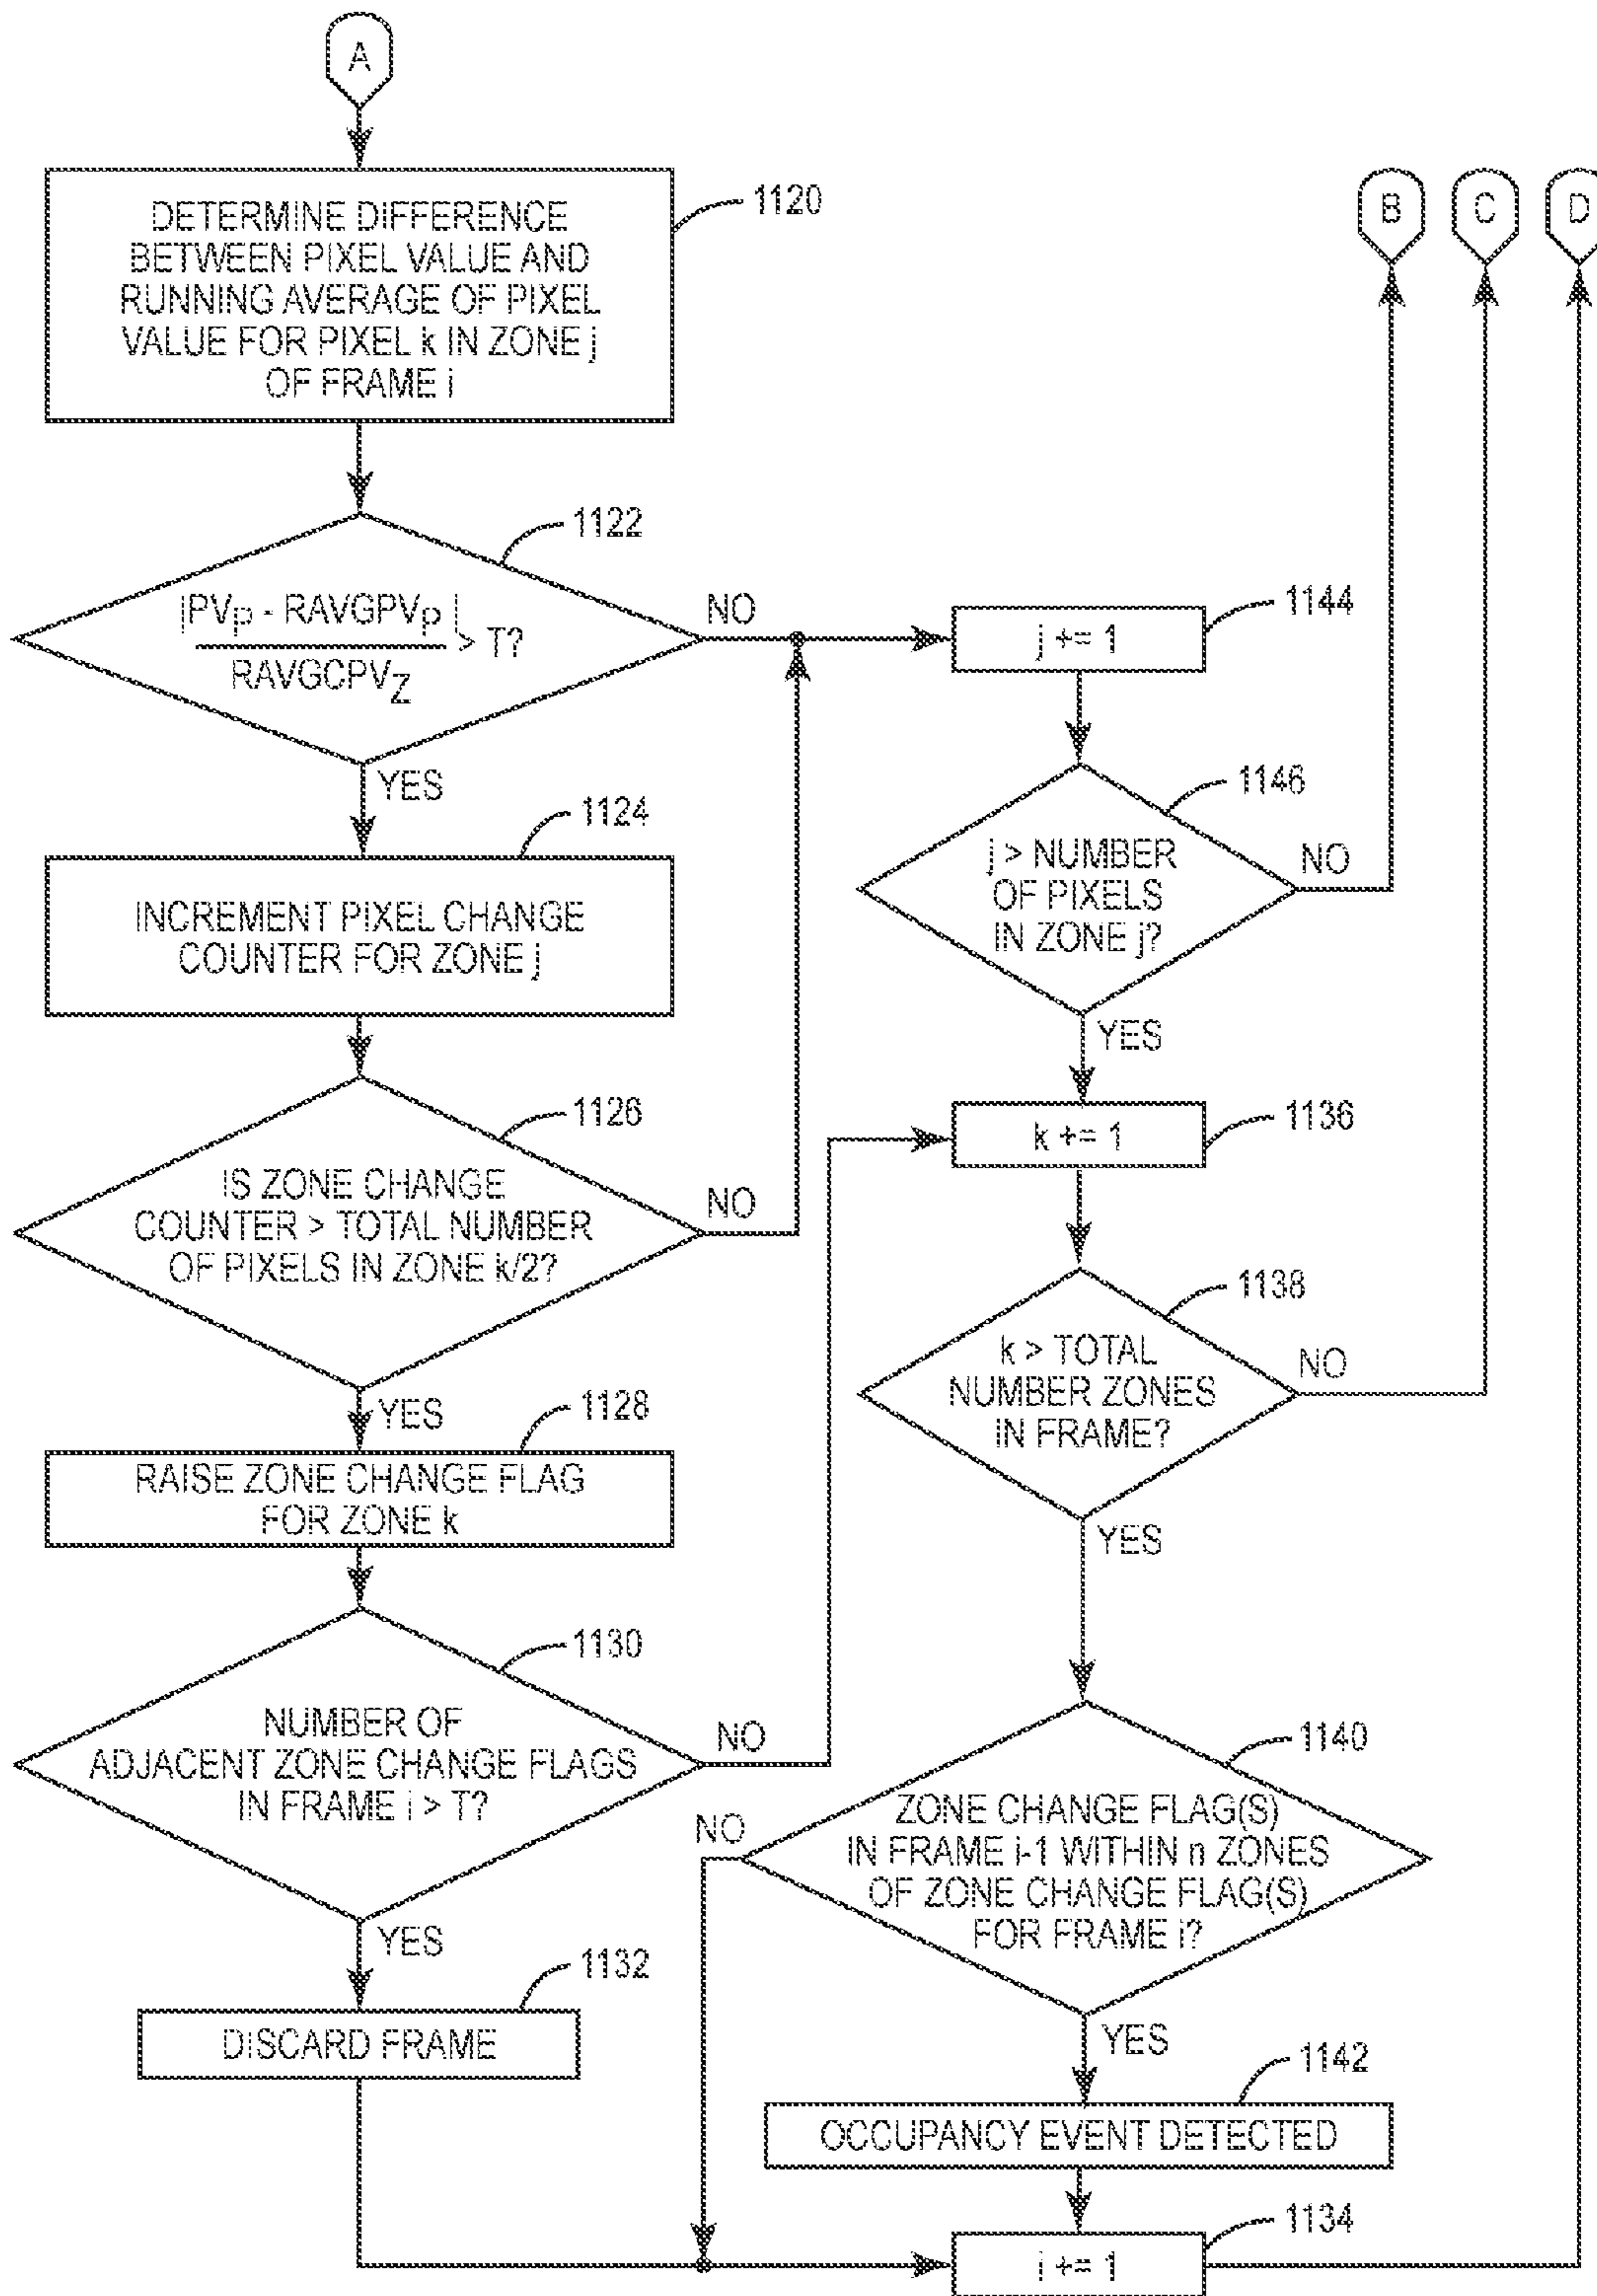 A
DETERMINE DIFFERENCE
BETWEEN PIXEL VALUE AND
RUNNING AVERAGE OF PIXEL
VALUE FOR PIXEL k IN ZONE j
OF FRAME i
1120
B
C
D
|PVp - RAVGPVp|
RAVGCPVZ
> T?
1122
NO
YES
j += 1
1144
INCREMENT PIXEL CHANGE
COUNTER FOR ZONE j
1124
j > NUMBER
OF PIXELS
IN ZONE j?
1146
NO
YES
IS ZONE CHANGE
COUNTER > TOTAL NUMBER
OF PIXELS IN ZONE k/2?
1126
NO
YES
k += 1
1136
RAISE ZONE CHANGE FLAG
FOR ZONE k
1128
k > TOTAL
NUMBER ZONES
IN FRAME?
1138
NO
YES
NUMBER OF
ADJACENT ZONE CHANGE FLAGS
IN FRAME i > T?
1130
NO
YES
ZONE CHANGE FLAG(S)
IN FRAME i-1 WITHIN n ZONES
OF ZONE CHANGE FLAG(S)
FOR FRAME i?
1140
NO
YES
DISCARD FRAME
1132
OCCUPANCY EVENT DETECTED
1142
i += 1
1134